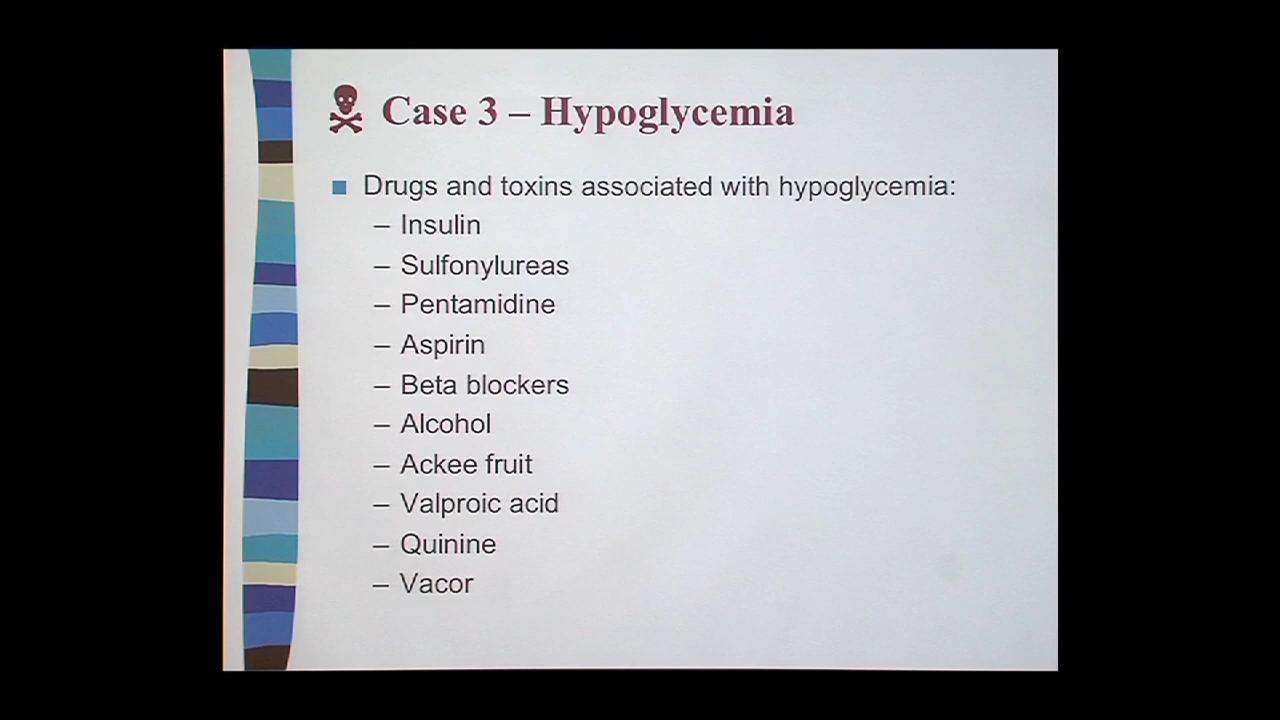 Case 3 – Hypoglycemia
Drugs and toxins associated with hypoglycemia:
– Insulin
– Sulfonylureas
– Pentamidine
– Aspirin
– Beta blockers
– Alcohol
– Ackee fruit
– Valproic acid
– Quinine
– Vacor